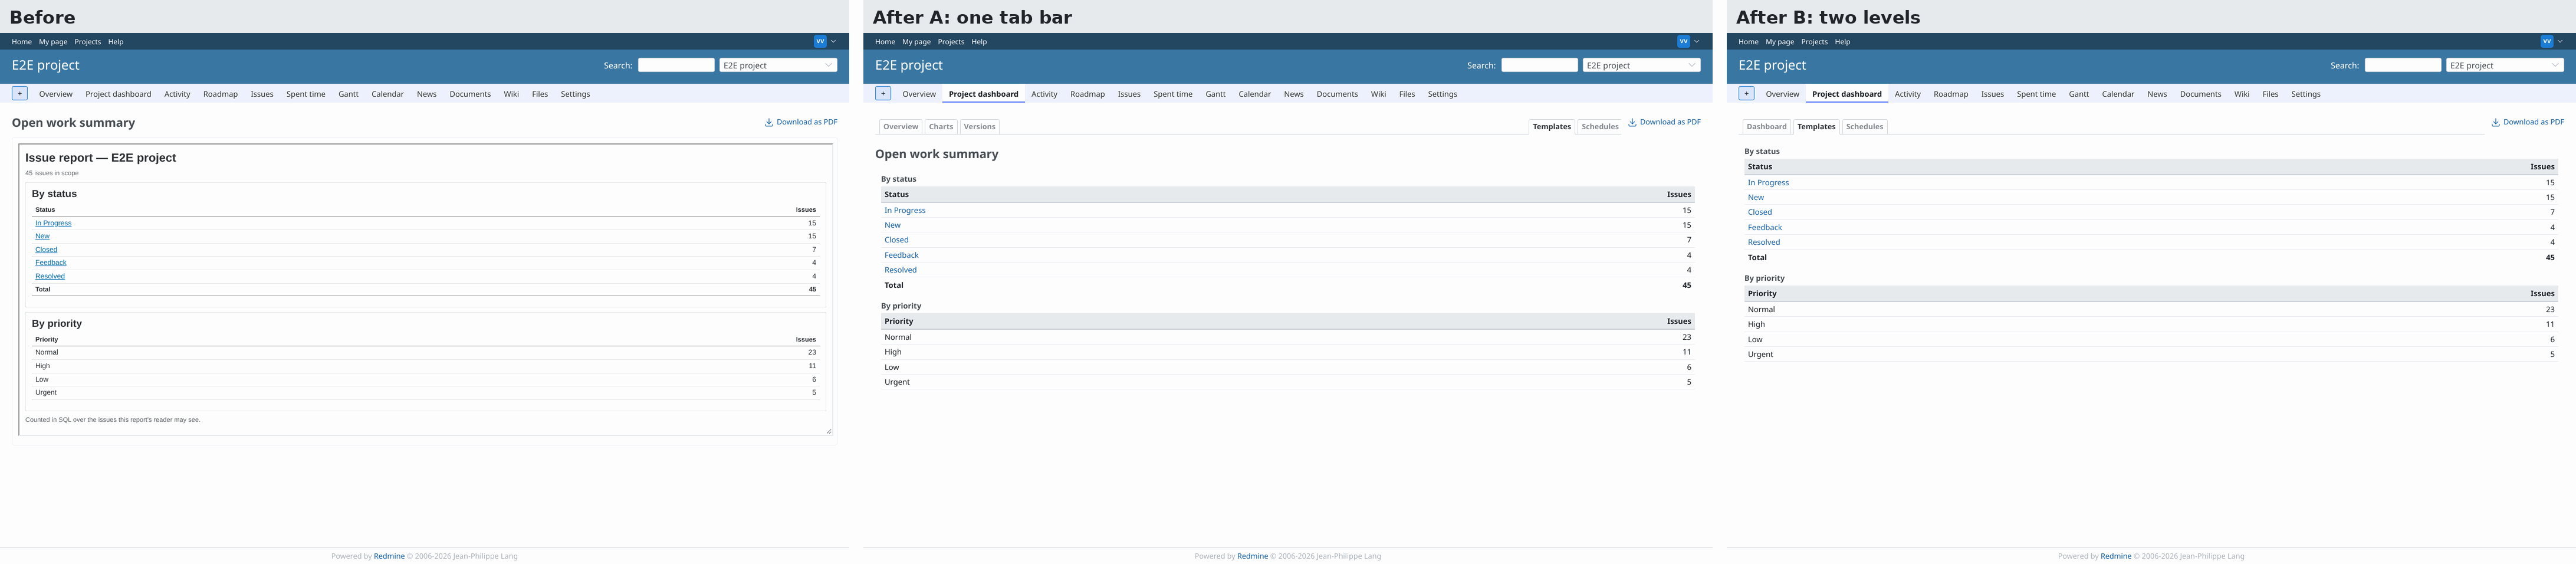 Before
Home My page Projects Help VV
E2E project Search: E2E project
+ Overview Project dashboard Activity Roadmap Issues Spent time Gantt Calendar News Documents Wiki Files Settings
Open work summary Download as PDF
Issue report — E2E project
45 issues in scope
By status
Status Issues
In Progress 15
New 15
Closed 7
Feedback 4
Resolved 4
Total 45
By priority
Priority Issues
Normal 23
High 11
Low 6
Urgent 5
Counted in SQL over the issues this report's reader may see.
Powered by Redmine © 2006-2026 Jean-Philippe Lang
After A: one tab bar
Home My page Projects Help VV
E2E project Search: E2E project
+ Overview Project dashboard Activity Roadmap Issues Spent time Gantt Calendar News Documents Wiki Files Settings
Overview Charts Versions Templates Schedules Download as PDF
Open work summary
By status
Status Issues
In Progress 15
New 15
Closed 7
Feedback 4
Resolved 4
Total 45
By priority
Priority Issues
Normal 23
High 11
Low 6
Urgent 5
Powered by Redmine © 2006-2026 Jean-Philippe Lang
After B: two levels
Home My page Projects Help VV
E2E project Search: E2E project
+ Overview Project dashboard Activity Roadmap Issues Spent time Gantt Calendar News Documents Wiki Files Settings
Dashboard Templates Schedules Download as PDF
By status
Status Issues
In Progress 15
New 15
Closed 7
Feedback 4
Resolved 4
Total 45
By priority
Priority Issues
Normal 23
High 11
Low 6
Urgent 5
Powered by Redmine © 2006-2026 Jean-Philippe Lang